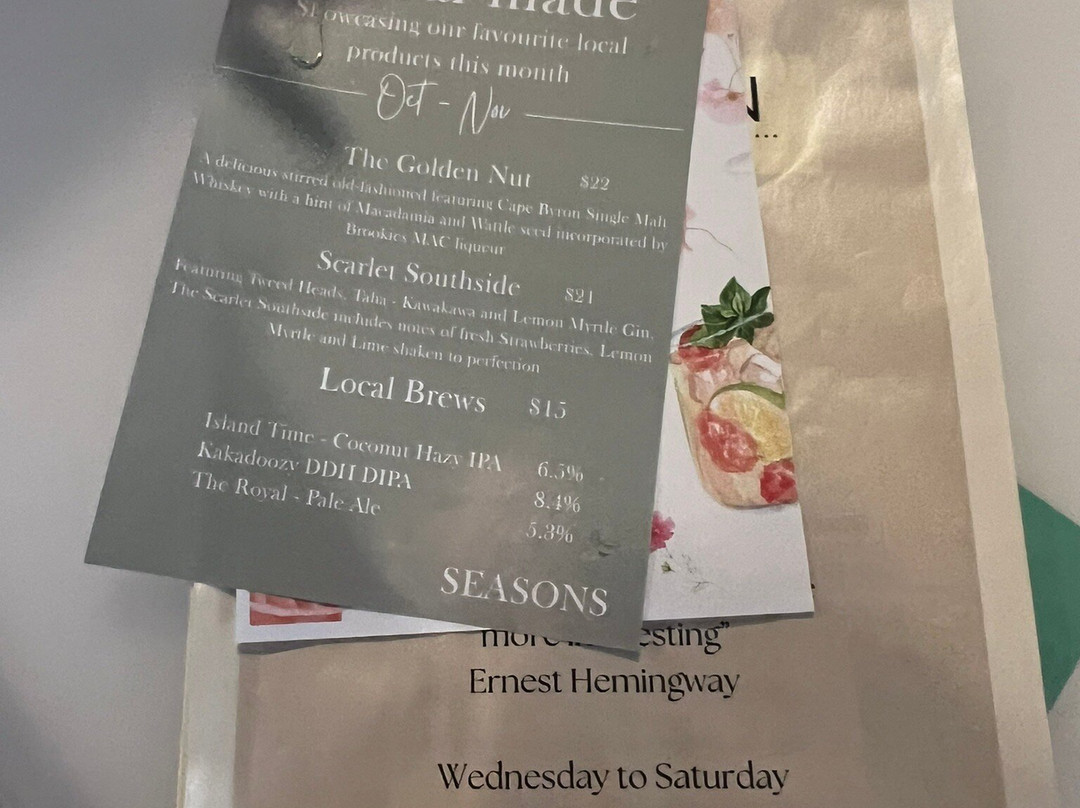 made
Showcasing our favourite local
products this month
Oct - Nov
The Golden Nut $22
A delicious stirred old-fashioned featuring Cape Byron Single Malt
Whiskey with a hint of Macadamia and Wattle seed incorporated by
Brookies MAC liqueur
Scarlet Southside $21
Featuring Tweed Heads, Taha - Kawakawa and Lemon Myrtle Gin,
The Scarlet Southside includes notes of fresh Strawberries, Lemon
Myrtle and Lime shaken to perfection
Local Brews $15
Island Time - Coconut Hazy IPA 6.5%
Kakadoozy DDH DIPA 8.4%
The Royal - Pale Ale 5.3%
SEASONS
more esting”
Ernest Hemingway
Wednesday to Saturday